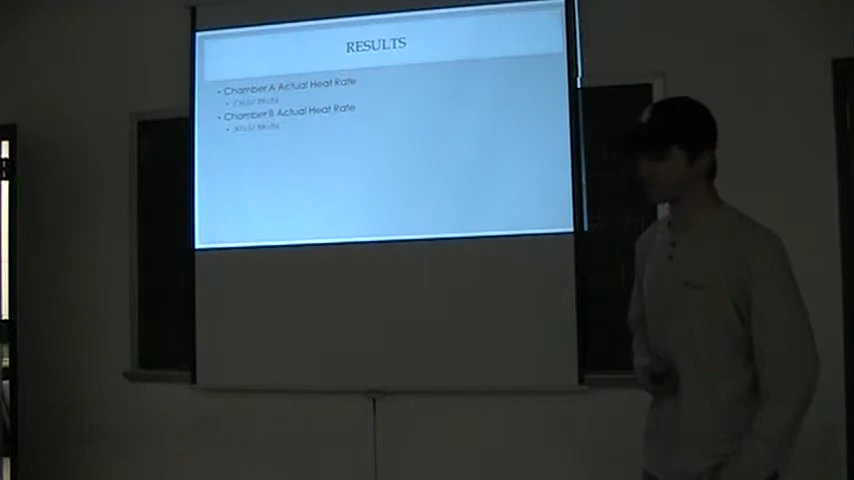 RESULTS
• Chamber A Actual Heat Rate
• Chamber B Actual Heat Rate